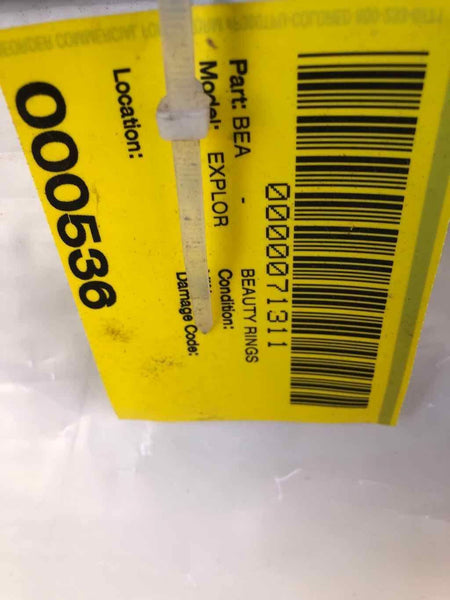 0000071311
Part: BEA - BEAUTY RINGS
Model: EXPLOR Condition:
Damage Code:
Location:
000536